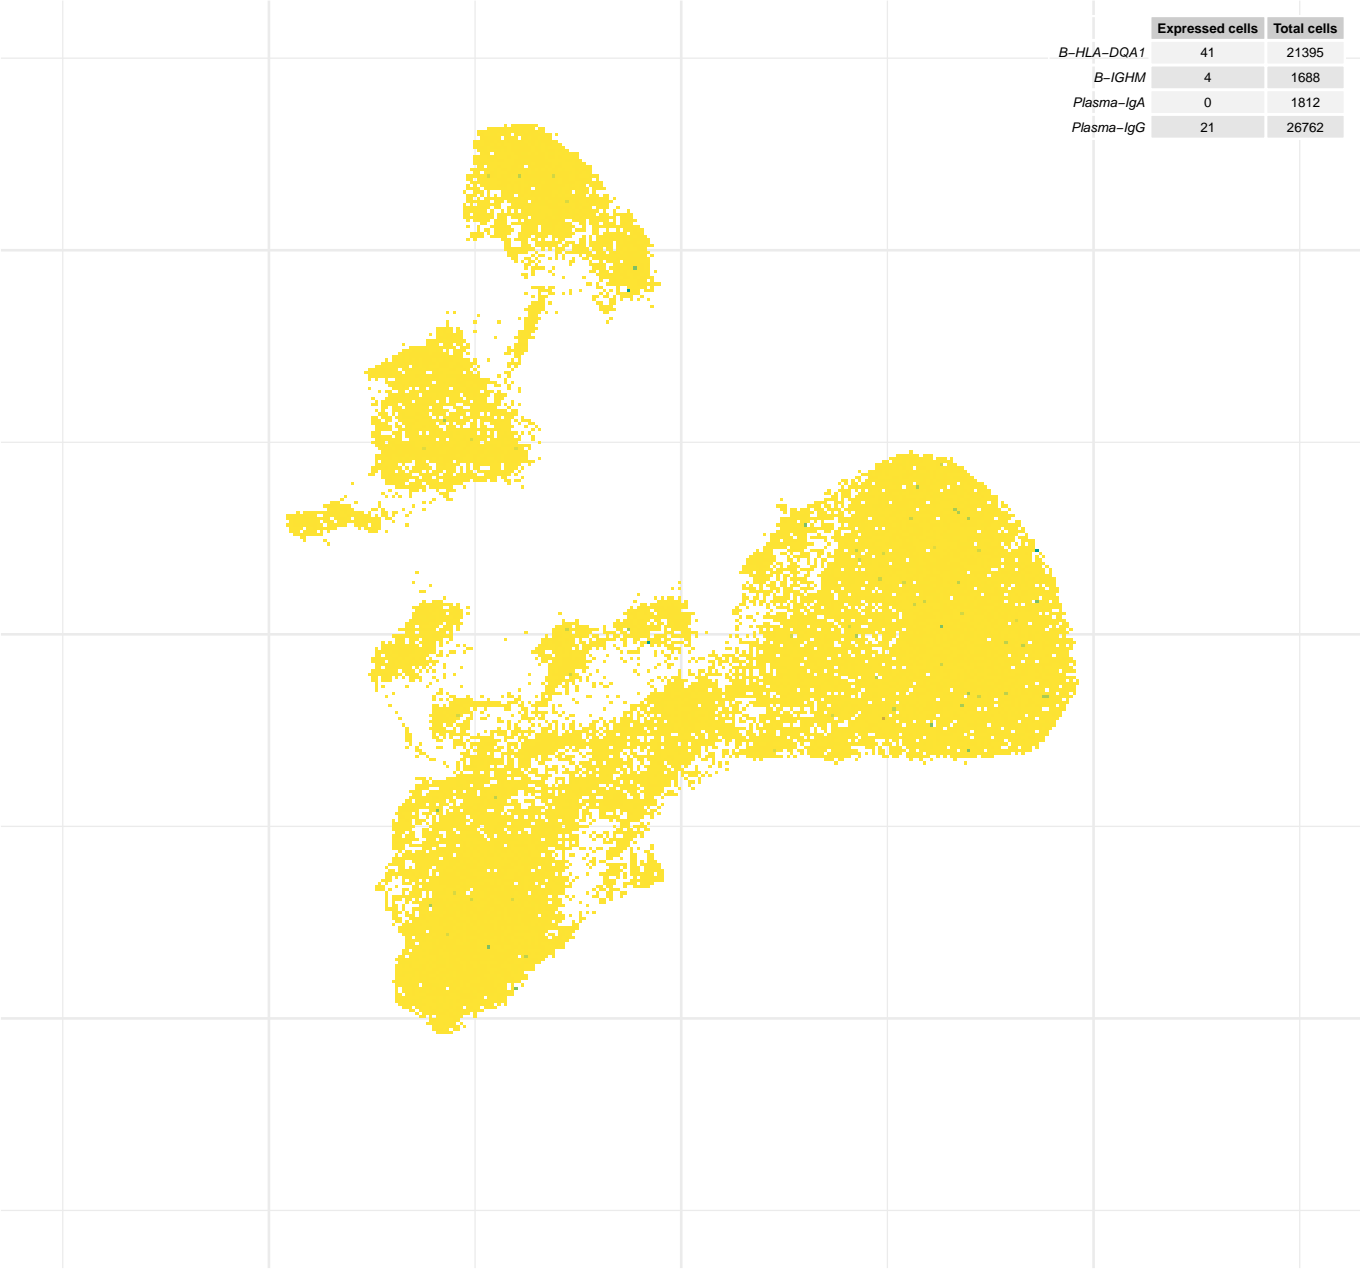 Expressed cells Total cells
B−HLA−DQA1 41 21395
B−IGHM 4 1688
Plasma−IgA 0 1812
Plasma−IgG 21 26762